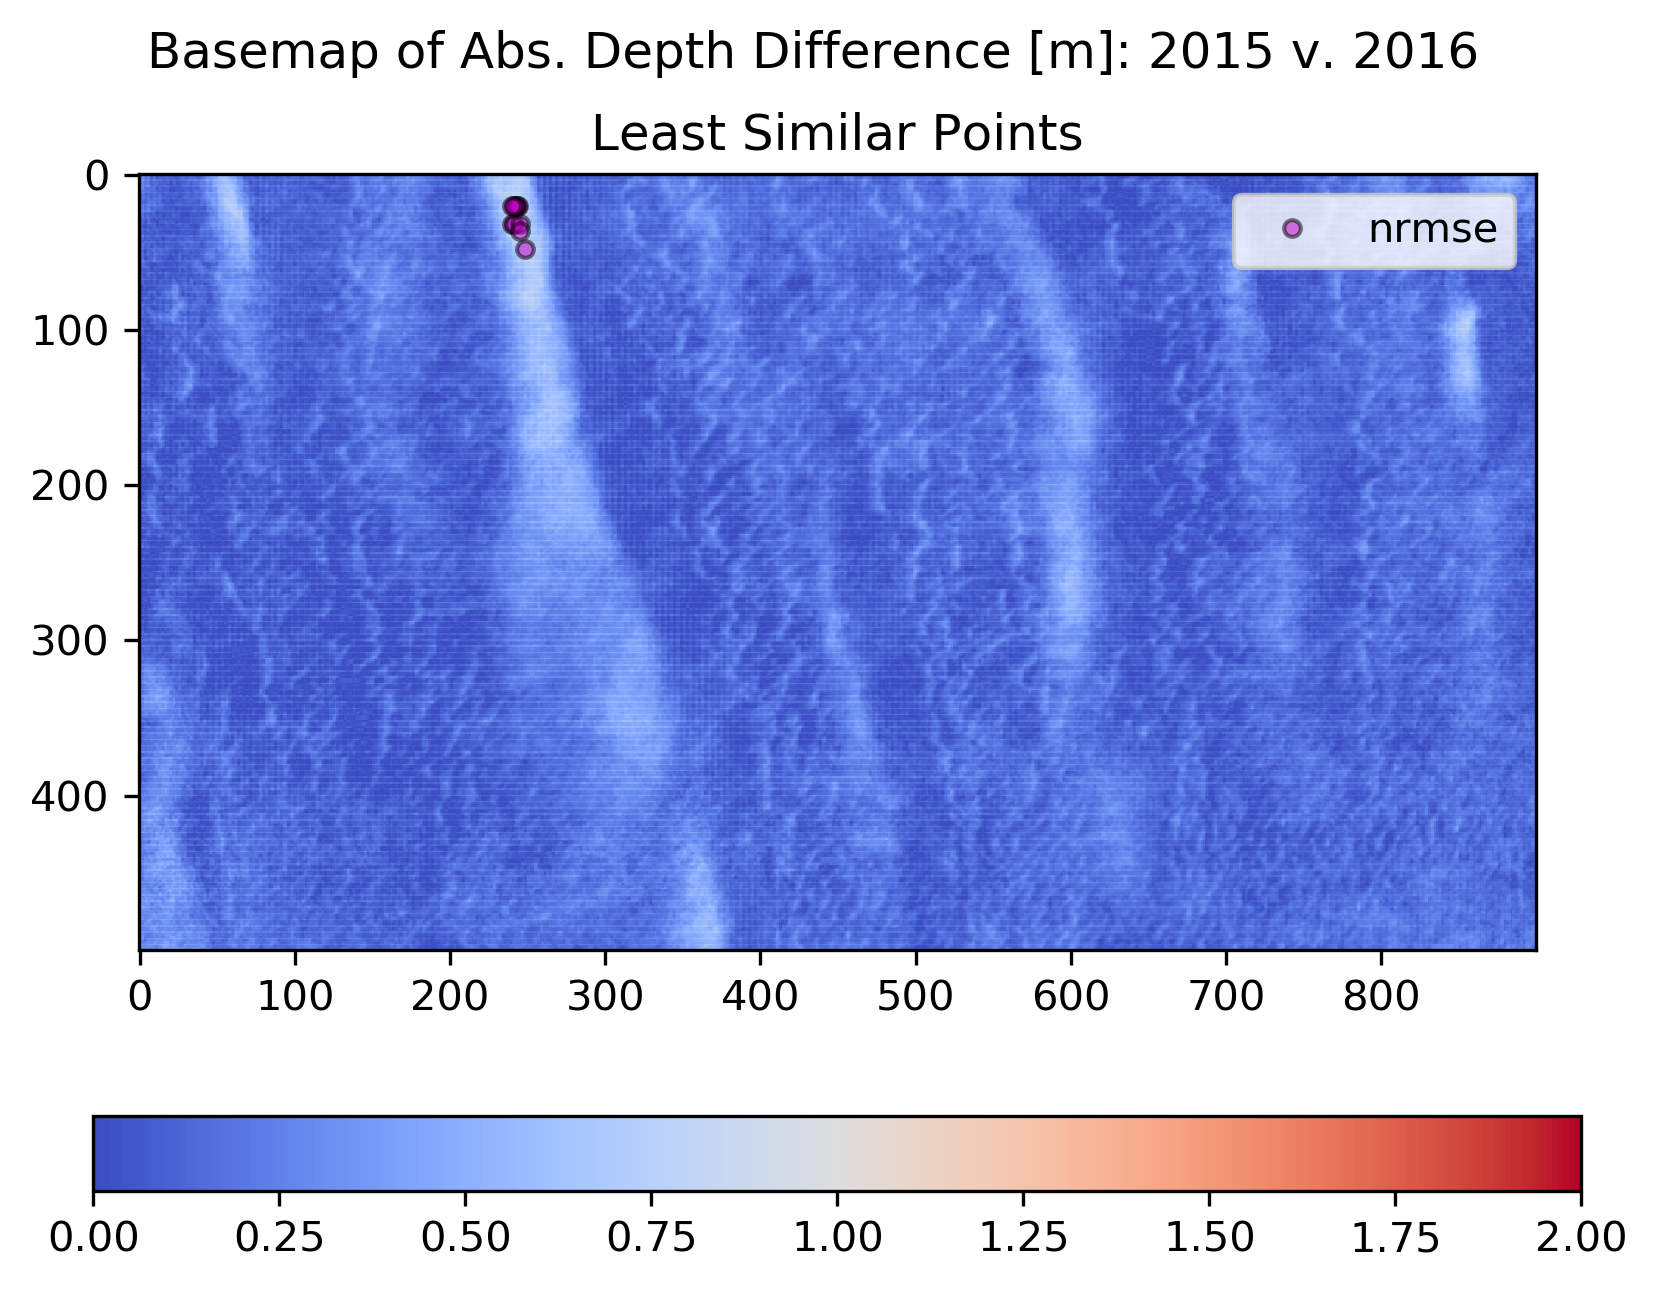 Basemap of Abs. Depth Difference [m]: 2015 v. 2016
Least Similar Points
nrmse
0
100
200
300
400
0 100 200 300 400 500 600 700 800
0.00 0.25 0.50 0.75 1.00 1.25 1.50 1.75 2.00